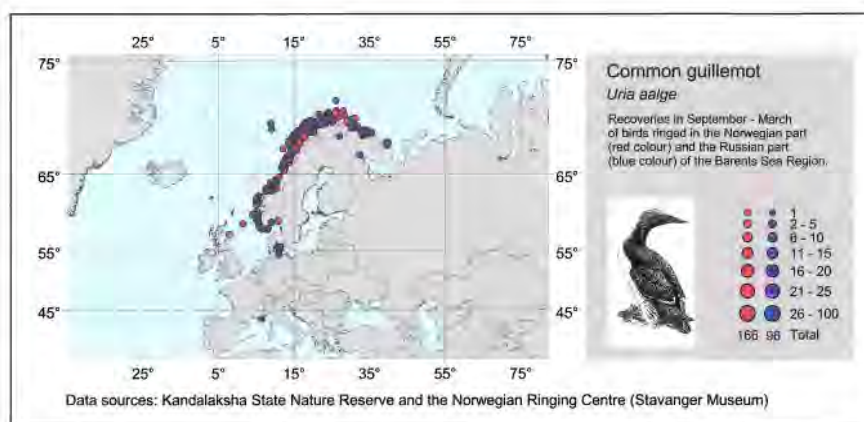 25° 5° 15° 35° 55° 75°
75° 75°
65° 65°
55° 55°
45° 45°
25° 5° 15° 35° 55° 75°
Common guillemot
Uria aalge
Recoveries in September - March
of birds ringed in the Norwegian part
(red colour) and the Russian part
(blue colour) of the Barents Sea Region.
1
2 - 5
6 - 10
11 - 15
16 - 20
21 - 25
26 - 100
166 98 Total
Data sources: Kandalaksha State Nature Reserve and the Norwegian Ringing Centre (Stavanger Museum)